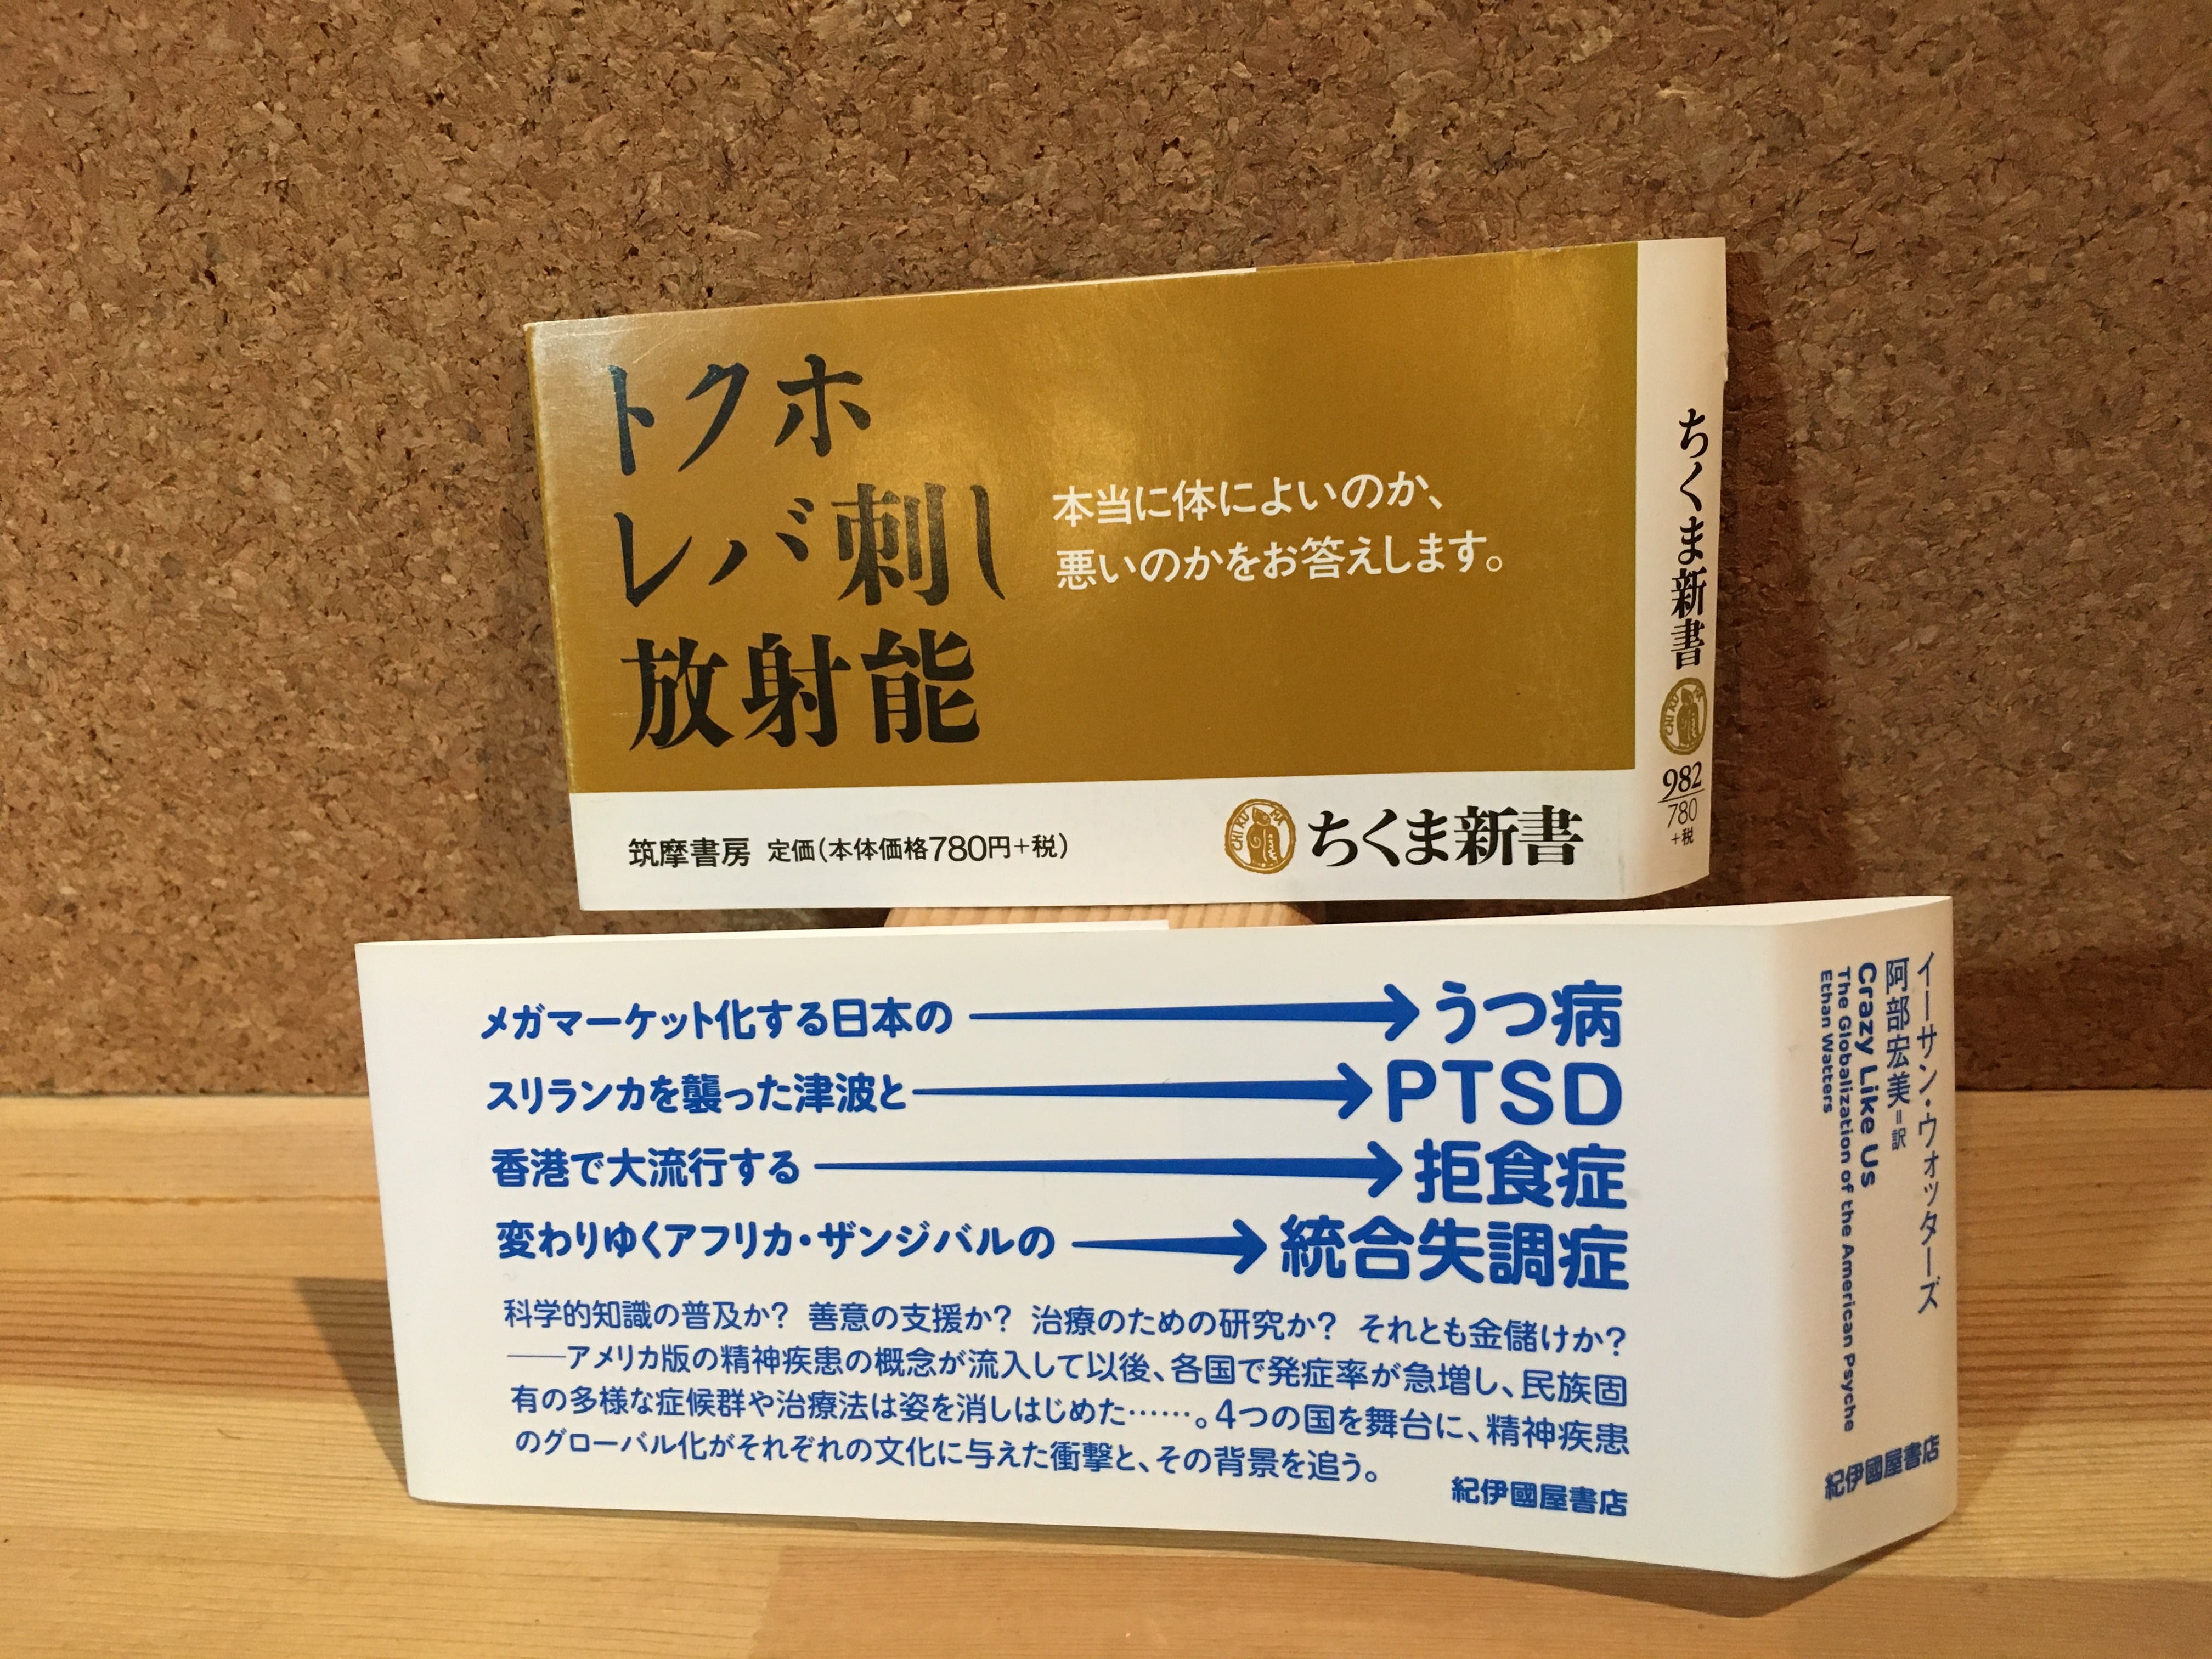 トクホ
レバ刺し
放射能
本当に体によいのか、
悪いのかをお答えします。
筑摩書房 定価(本体価格780円+税)
CHIKUMA
ちくま新書
ちくま新書
CHIKUMA
982
780
+税
メガマーケット化する日本の→うつ病
スリランカを襲った津波と→PTSD
香港で大流行する→拒食症
変わりゆくアフリカ・ザンジバルの→統合失調症
科学的知識の普及か? 善意の支援か? 治療のための研究か? それとも金儲けか?
――アメリカ版の精神疾患の概念が流入して以後、各国で発症率が急増し、民族固
有の多様な症候群や治療法は姿を消しはじめた……。4つの国を舞台に、精神疾患
のグローバル化がそれぞれの文化に与えた衝撃と、その背景を追う。
紀伊國屋書店
イーサン・ウォッターズ
阿部宏美=訳
Crazy Like Us
The Globalization of the American Psyche
Ethan Watters
紀伊國屋書店